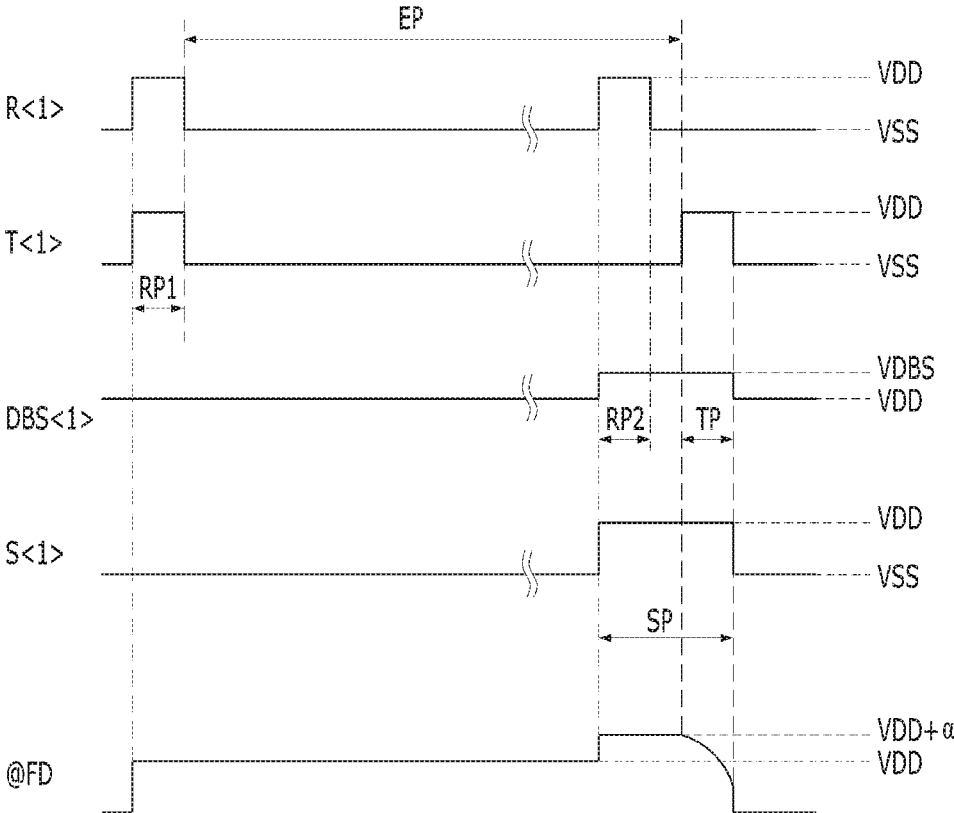 EP
R<1>
VDD
VSS
T<1>
VDD
VSS
RP1
DBS<1>
VDBS
VDD
RP2
TP
S<1>
VDD
VSS
SP
@FD
VDD+α
VDD